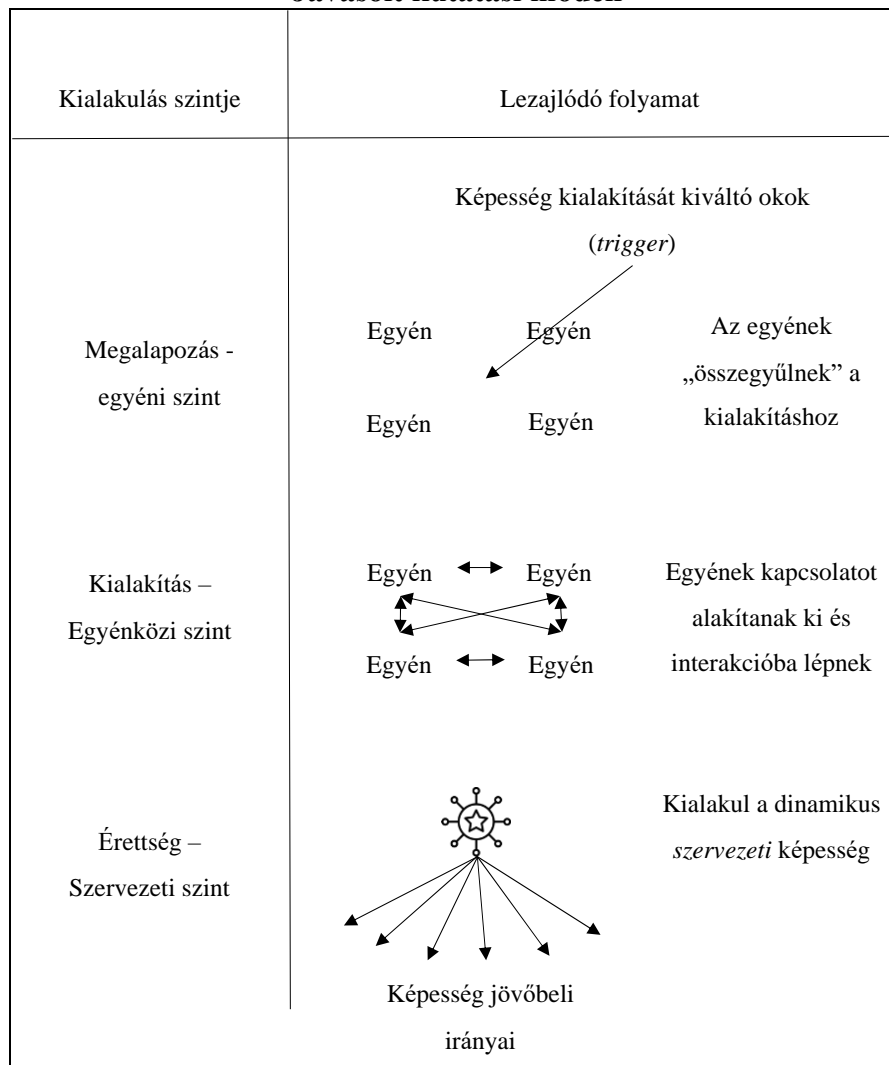 Kialakulás szintje
Lezajlódó folyamat
Képesség kialakítását kiváltó okok
(trigger)
Megalapozás -
egyéni szint
Egyén Egyén
Egyén Egyén
Az egyének
„összegyűlnek” a
kialakításhoz
Kialakítás –
Egyénközi szint
Egyén Egyén
Egyén Egyén
Egyének kapcsolatot
alakítanak ki és
interakcióba lépnek
Érettség –
Szervezeti szint
Kialakul a dinamikus
szervezeti képesség
Képesség jövőbeli
irányai